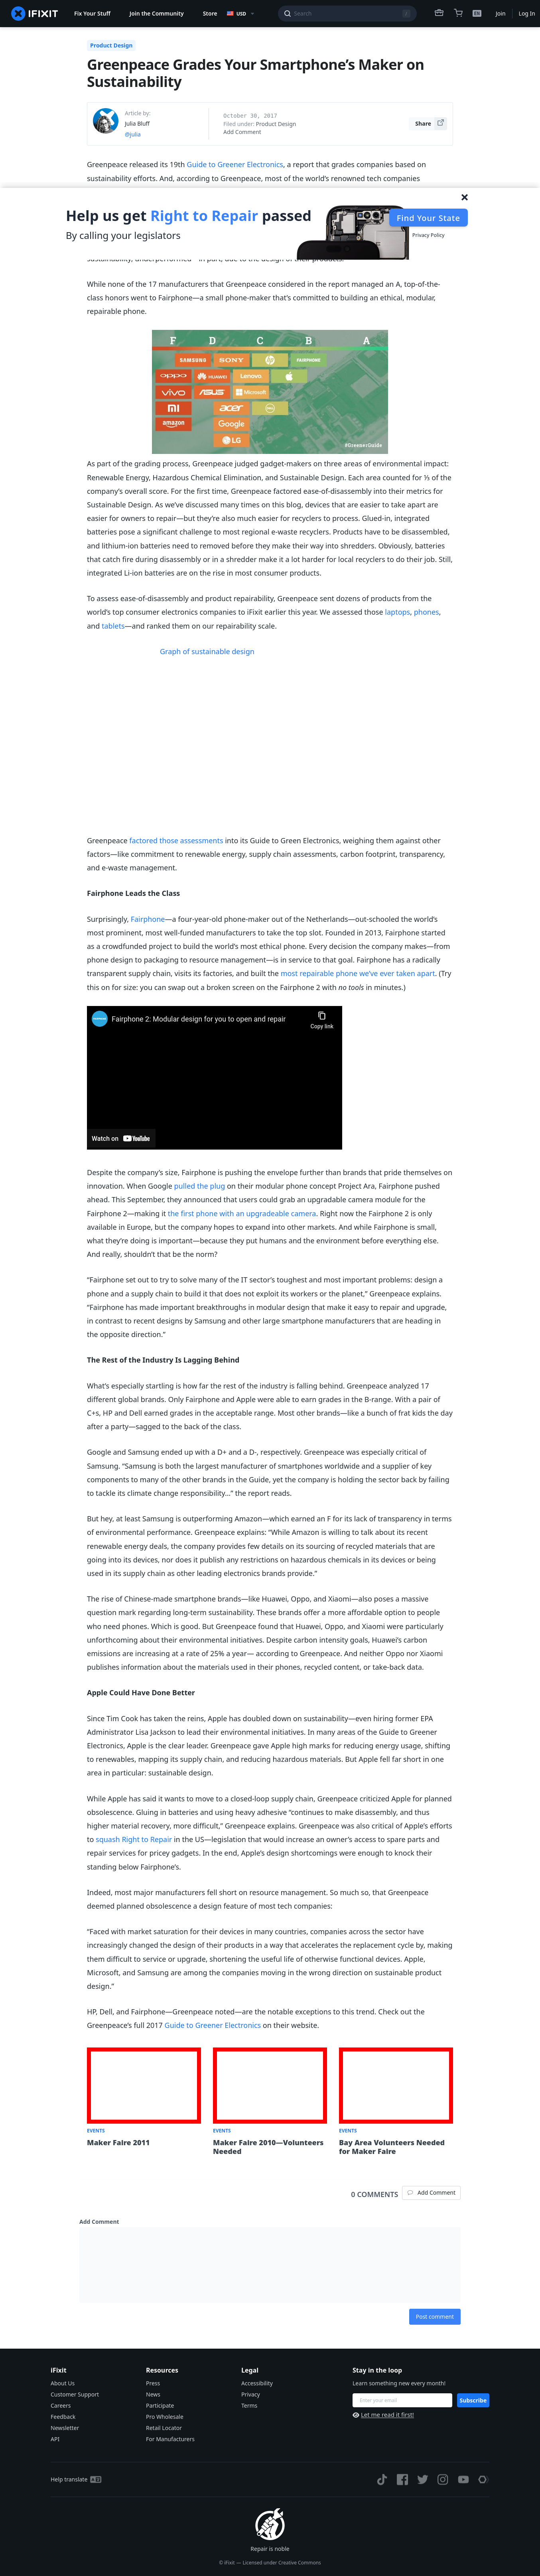 IFIXIT
Fix Your Stuff
Join the Community
Store
USD
Search
/
EN
Join
Log In
Product Design
Greenpeace Grades Your Smartphone’s Maker on
Sustainability
Article by:
Julia Bluff
@julia
October 30, 2017
Filed under: Product Design
Add Comment
Share
Greenpeace released its 19th Guide to Greener Electronics, a report that grades companies based on
sustainability efforts. And, according to Greenpeace, most of the world’s most renowned tech companies
Help us get Right to Repair passed
By calling your legislators
Find Your State
Privacy Policy
While none of the 17 manufacturers that Greenpeace considered in the report managed an A, top-of-the-
class honors went to Fairphone—a small phone-maker that’s committed to building an ethical, modular,
repairable phone.
F D C B A
SAMSUNG SONY hp FAIRPHONE
oppo HUAWEI Lenovo
vivo ASUS Microsoft
mi acer DELL
amazon Google
LG
#GreenerGuide
As part of the grading process, Greenpeace judged gadget-makers on three areas of environmental impact:
Renewable Energy, Hazardous Chemical Elimination, and Sustainable Design. Each area counted for ⅓ of the
company’s overall score. For the first time, Greenpeace factored ease-of-disassembly into their metrics for
Sustainable Design. As we’ve discussed many times on this blog, devices that are easier to take apart are
easier for owners to repair—but they’re also much easier for recyclers to process. Glued-in, integrated
batteries pose a significant challenge to most regional e-waste recyclers. Products have to be disassembled,
and lithium-ion batteries need to removed before they make their way into shredders. Obviously, batteries
that catch fire during disassembly or in a shredder make it a lot harder for local recyclers to do their job. Still,
integrated Li-ion batteries are on the rise in most consumer products.
To assess ease-of-disassembly and product repairability, Greenpeace sent dozens of products from the
world’s top consumer electronics companies to iFixit earlier this year. We assessed those laptops, phones,
and tablets—and ranked them on our repairability scale.
Graph of sustainable design
Greenpeace factored those assessments into its Guide to Green Electronics, weighing them against other
factors—like commitment to renewable energy, supply chain assessments, carbon footprint, transparency,
and e-waste management.
Fairphone Leads the Class
Surprisingly, Fairphone—a four-year-old phone-maker out of the Netherlands—out-schooled the world’s
most prominent, most well-funded manufacturers to take the top slot. Founded in 2013, Fairphone started
as a crowdfunded project to build the world’s most ethical phone. Every decision the company makes—from
phone design to packaging to resource management—is in service to that goal. Fairphone has a radically
transparent supply chain, visits its factories, and built the most repairable phone we’ve ever taken apart. (Try
this on for size: you can swap out a broken screen on the Fairphone 2 with no tools in minutes.)
Fairphone 2: Modular design for you to open and repair
Copy link
Watch on YouTube
Despite the company’s size, Fairphone is pushing the envelope further than brands that pride themselves on
innovation. When Google pulled the plug on their modular phone concept Project Ara, Fairphone pushed
ahead. This September, they announced that users could grab an upgradable camera module for the
Fairphone 2—making it the first phone with an upgradeable camera. Right now the Fairphone 2 is only
available in Europe, but the company hopes to expand into other markets. And while Fairphone is small,
what they’re doing is important—because they put humans and the environment before everything else.
And really, shouldn’t that be the norm?
“Fairphone set out to try to solve many of the IT sector’s toughest and most important problems: design a
phone and a supply chain to build it that does not exploit its workers or the planet,” Greenpeace explains.
“Fairphone has made important breakthroughs in modular design that make it easy to repair and upgrade,
in contrast to recent designs by Samsung and other large smartphone manufacturers that are heading in
the opposite direction.”
The Rest of the Industry Is Lagging Behind
What’s especially startling is how far the rest of the industry is falling behind. Greenpeace analyzed 17
different global brands. Only Fairphone and Apple were able to earn grades in the B-range. With a pair of
C+s, HP and Dell earned grades in the acceptable range. Most other brands—like a bunch of frat kids the day
after a party—sagged to the back of the class.
Google and Samsung ended up with a D+ and a D-, respectively. Greenpeace was especially critical of
Samsung. “Samsung is both the largest manufacturer of smartphones worldwide and a supplier of key
components to many of the other brands in the Guide, yet the company is holding the sector back by failing
to tackle its climate change responsibility…” the report reads.
But hey, at least Samsung is outperforming Amazon—which earned an F for its lack of transparency in terms
of environmental performance. Greenpeace explains: “While Amazon is willing to talk about its recent
renewable energy deals, the company provides few details on its sourcing of recycled materials that are
going into its devices, nor does it publish any restrictions on hazardous chemicals in its devices or being
used in its supply chain as other leading electronics brands provide.”
The rise of Chinese-made smartphone brands—like Huawei, Oppo, and Xiaomi—also poses a massive
question mark regarding long-term sustainability. These brands offer a more affordable option to people
who need phones. Which is good. But Greenpeace found that Huawei, Oppo, and Xiaomi were particularly
unforthcoming about their environmental initiatives. Despite carbon intensity goals, Huawei’s carbon
emissions are increasing at a rate of 25% a year— according to Greenpeace. And neither Oppo nor Xiaomi
publishes information about the materials used in their phones, recycled content, or take-back data.
Apple Could Have Done Better
Since Tim Cook has taken the reins, Apple has doubled down on sustainability—even hiring former EPA
Administrator Lisa Jackson to lead their environmental initiatives. In many areas of the Guide to Greener
Electronics, Apple is the clear leader. Greenpeace gave Apple high marks for reducing energy usage, shifting
to renewables, mapping its supply chain, and reducing hazardous materials. But Apple fell far short in one
area in particular: sustainable design.
While Apple has said it wants to move to a closed-loop supply chain, Greenpeace criticized Apple for planned
obsolescence. Gluing in batteries and using heavy adhesive “continues to make disassembly, and thus
higher material recovery, more difficult,” Greenpeace explains. Greenpeace was also critical of Apple’s efforts
to squash Right to Repair in the US—legislation that would increase an owner’s access to spare parts and
repair services for pricey gadgets. In the end, Apple’s design shortcomings were enough to knock their
standing below Fairphone’s.
Indeed, most major manufacturers fell short on resource management. So much so, that Greenpeace
deemed planned obsolescence a design feature of most tech companies:
“Faced with market saturation for their devices in many countries, companies across the sector have
increasingly changed the design of their products in a way that accelerates the replacement cycle by, making
them difficult to service or upgrade, shortening the useful life of otherwise functional devices. Apple,
Microsoft, and Samsung are among the companies moving in the wrong direction on sustainable product
design.”
HP, Dell, and Fairphone—Greenpeace noted—are the notable exceptions to this trend. Check out the
Greenpeace’s full 2017 Guide to Greener Electronics on their website.
EVENTS
Maker Faire 2011
EVENTS
Maker Faire 2010—Volunteers
Needed
EVENTS
Bay Area Volunteers Needed
for Maker Faire
0 COMMENTS
Add Comment
Add Comment
Post comment
iFixit
About Us
Customer Support
Careers
Feedback
Newsletter
API
Resources
Press
News
Participate
Pro Wholesale
Retail Locator
For Manufacturers
Legal
Accessibility
Privacy
Terms
Stay in the loop
Learn something new every month!
Enter your email
Subscribe
Let me read it first!
Help translate
Repair is noble
© iFixit — Licensed under Creative Commons